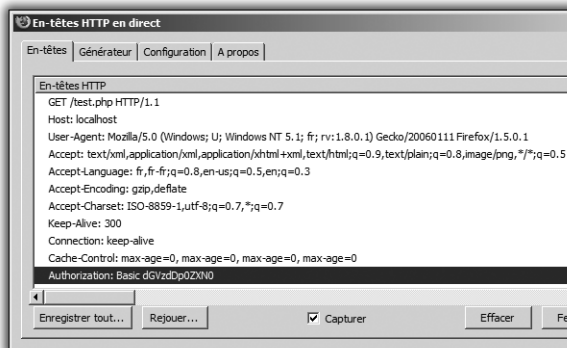 En-têtes HTTP en direct
En-têtes Générateur Configuration A propos
En-têtes HTTP
GET /test.php HTTP/1.1
Host: localhost
User-Agent: Mozilla/5.0 (Windows; U; Windows NT 5.1; fr; rv:1.8.0.1) Gecko/20060111 Firefox/1.5.0.1
Accept: text/xml,application/xml,application/xhtml+xml,text/html;q=0.9,text/plain;q=0.8,image/png,*/*;q=0.5
Accept-Language: fr,fr-fr;q=0.8,en-us;q=0.5,en;q=0.3
Accept-Encoding: gzip,deflate
Accept-Charset: ISO-8859-1,utf-8;q=0.7,*;q=0.7
Keep-Alive: 300
Connection: keep-alive
Cache-Control: max-age=0, max-age=0, max-age=0, max-age=0
Authorization: Basic dGVzdDp0ZXN0
Enregistrer tout... Rejouer... Capturer Effacer Fe